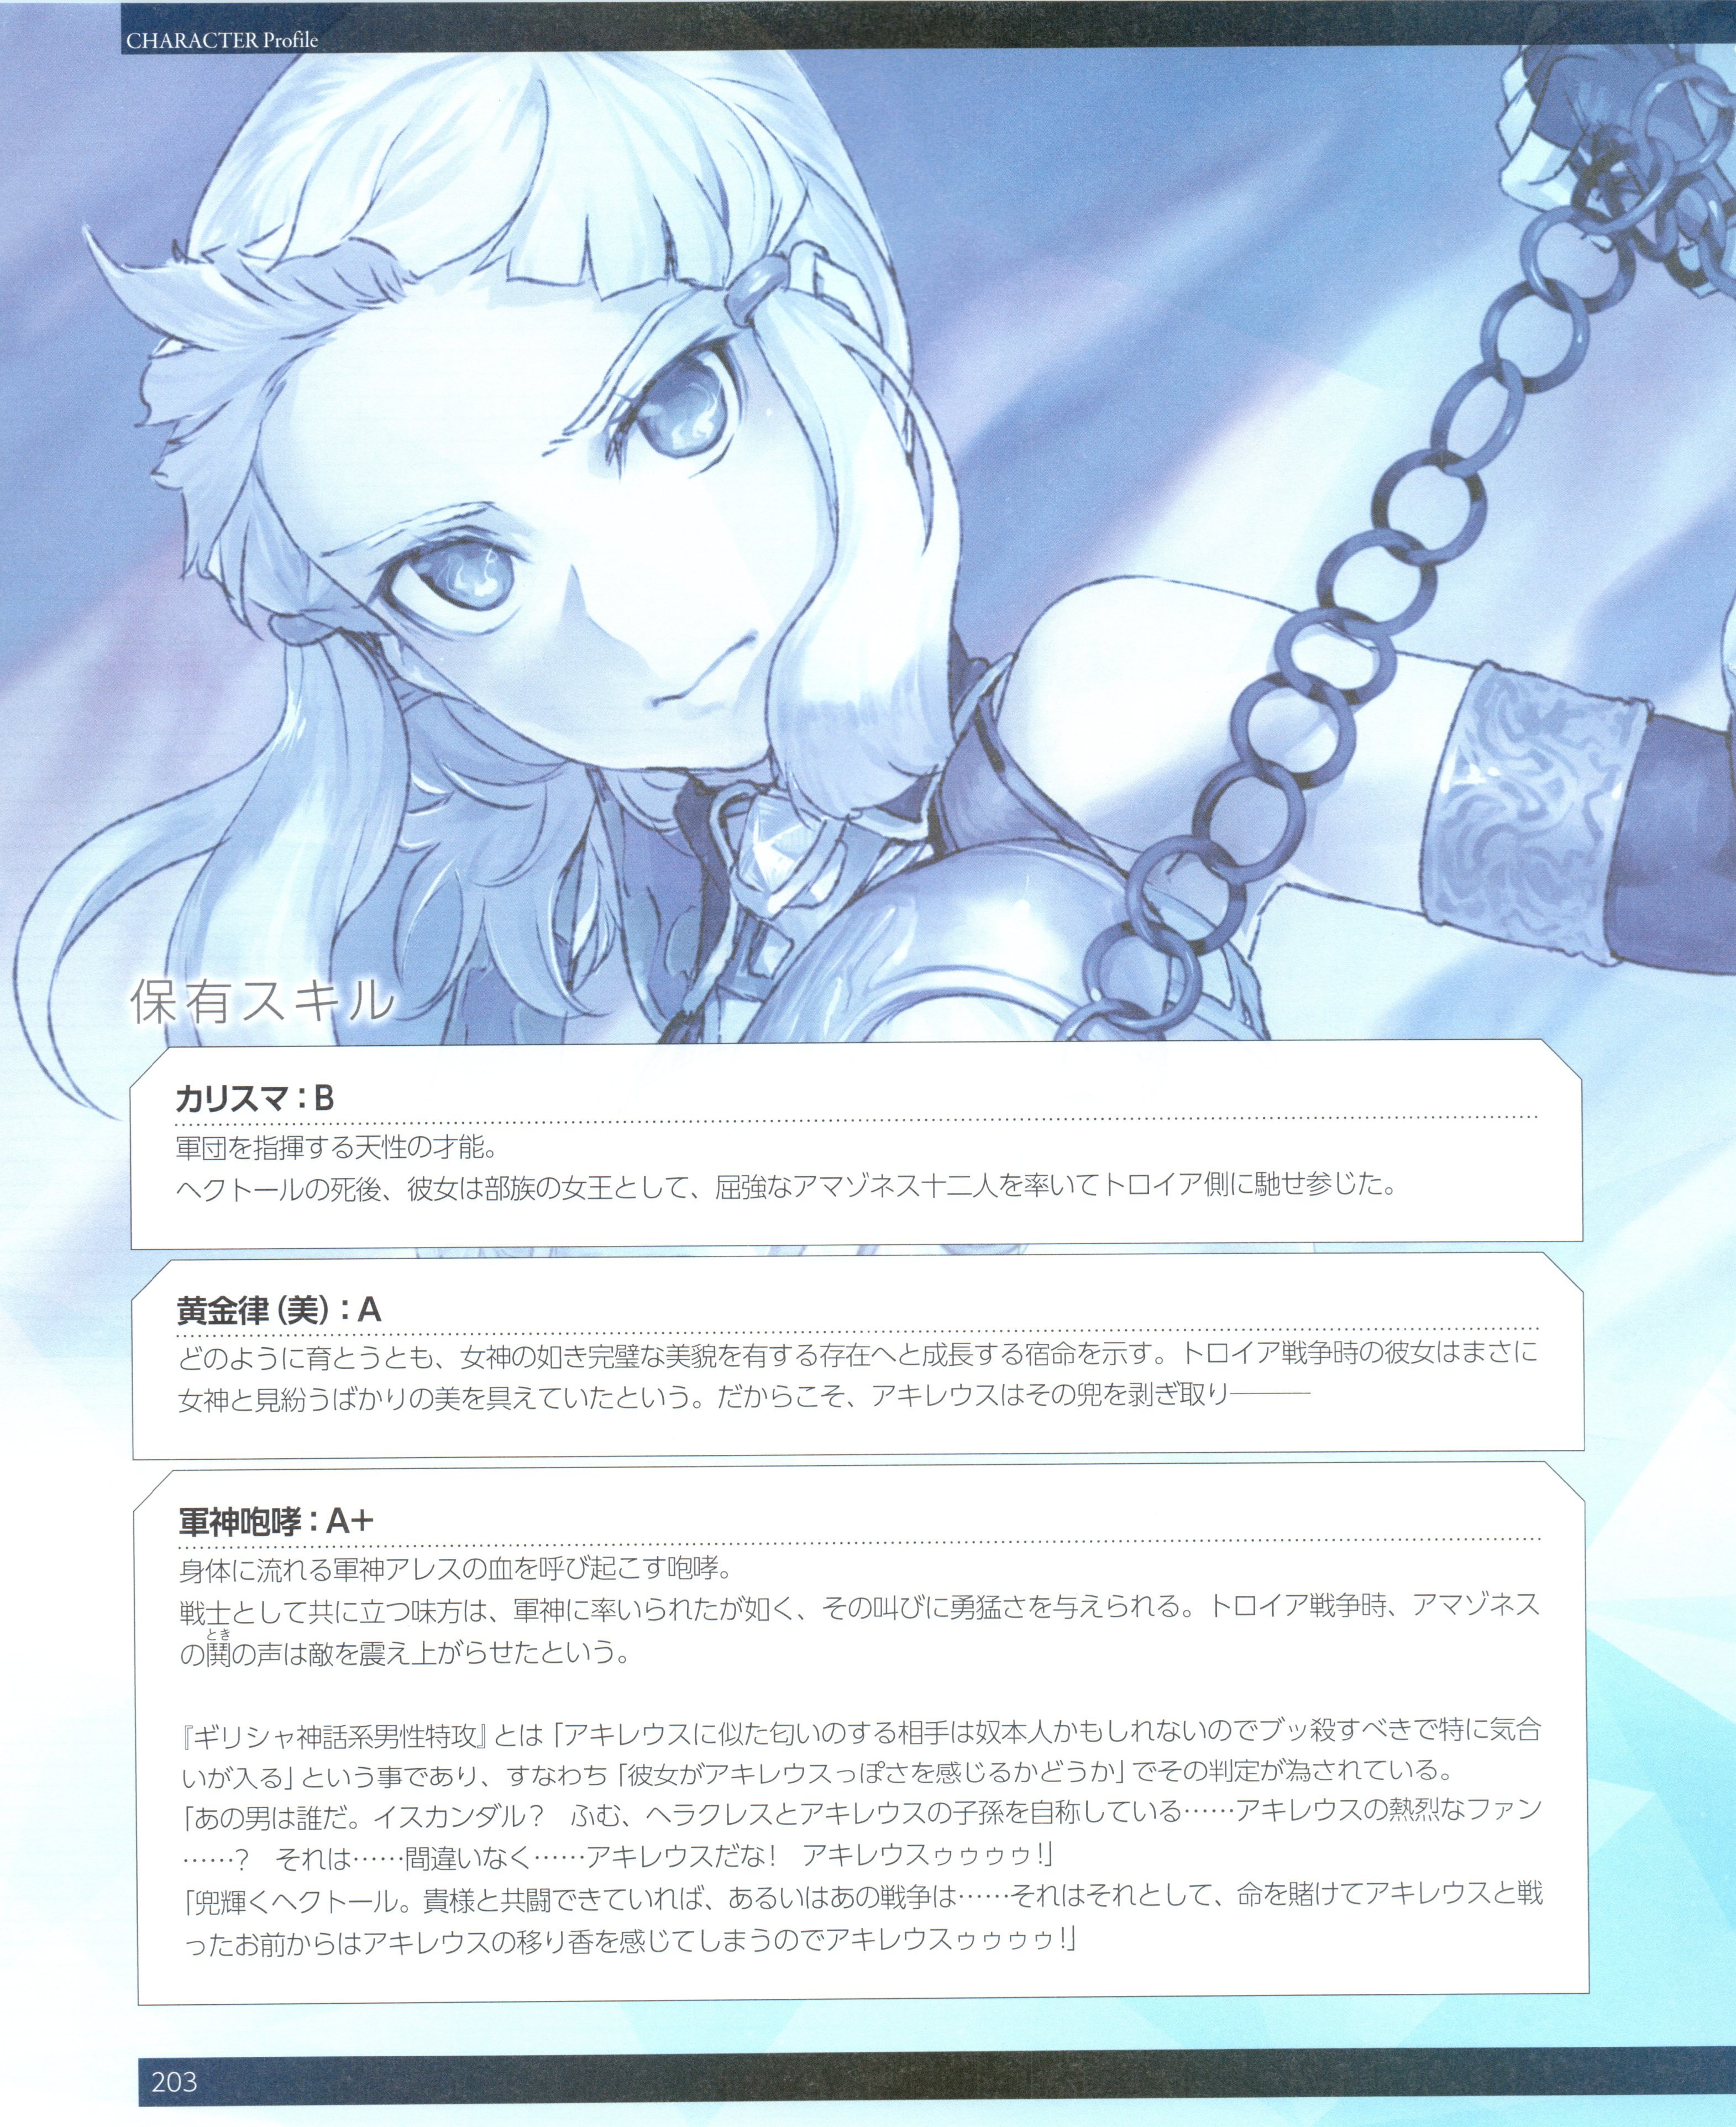 CHARACTER Profile
保有スキル
カリスマ：B
軍団を指揮する天性の才能。
ヘクトールの死後、彼女は部族の女王として、屈強なアマゾネス十二人を率いてトロイア側に馳せ参じた。
黄金律（美）：A
どのように育とうとも、女神の如き完璧な美貌を有する存在へと成長する宿命を示す。トロイア戦争時の彼女はまさに
女神と見紛うばかりの美を具えていたという。だからこそ、アキレウスはその兜を剥ぎ取り―――
軍神咆哮：A+
身体に流れる軍神アレスの血を呼び起こす咆哮。
戦士として共に立つ味方は、軍神に率いられたが如く、その叫びに勇猛さを与えられる。トロイア戦争時、アマゾネス
とき
の鬨の声は敵を震え上がらせたという。
『ギリシャ神話系男性特攻』とは「アキレウスに似た匂いのする相手は奴本人かもしれないのでブッ殺すべきで特に気合
いが入る」という事であり、すなわち「彼女がアキレウスっぽさを感じるかどうか」でその判定が為されている。
「あの男は誰だ。イスカンダル？　ふむ、ヘラクレスとアキレウスの子孫を自称している……アキレウスの熱烈なファン
……？　それは……間違いなく……アキレウスだな！　アキレウスゥゥゥゥ！」
「兜輝くヘクトール。貴様と共闘できていれば、あるいはあの戦争は……それはそれとして、命を賭けてアキレウスと戦
ったお前からはアキレウスの移り香を感じてしまうのでアキレウスゥゥゥゥ！」
203